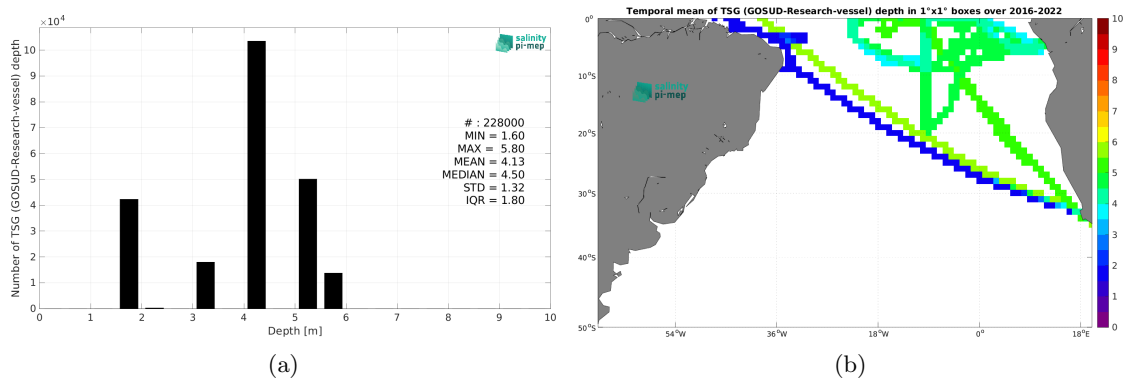 ×10⁴
Number of TSG (GOSUD-Research-vessel) depth
10
9
8
7
6
5
4
3
2
1
0
0 1 2 3 4 5 6 7 8 9 10
Depth [m]
salinity
pi-mep
# : 228000
MIN = 1.60
MAX = 5.80
MEAN = 4.13
MEDIAN = 4.50
STD = 1.32
IQR = 1.80
(a)
Temporal mean of TSG (GOSUD-Research-vessel) depth in 1°x1° boxes over 2016-2022
0°
10°S
20°S
30°S
40°S
50°S
54°W 36°W 18°W 0° 18°E
salinity
pi-mep
10
9
8
7
6
5
4
3
2
1
0
(b)